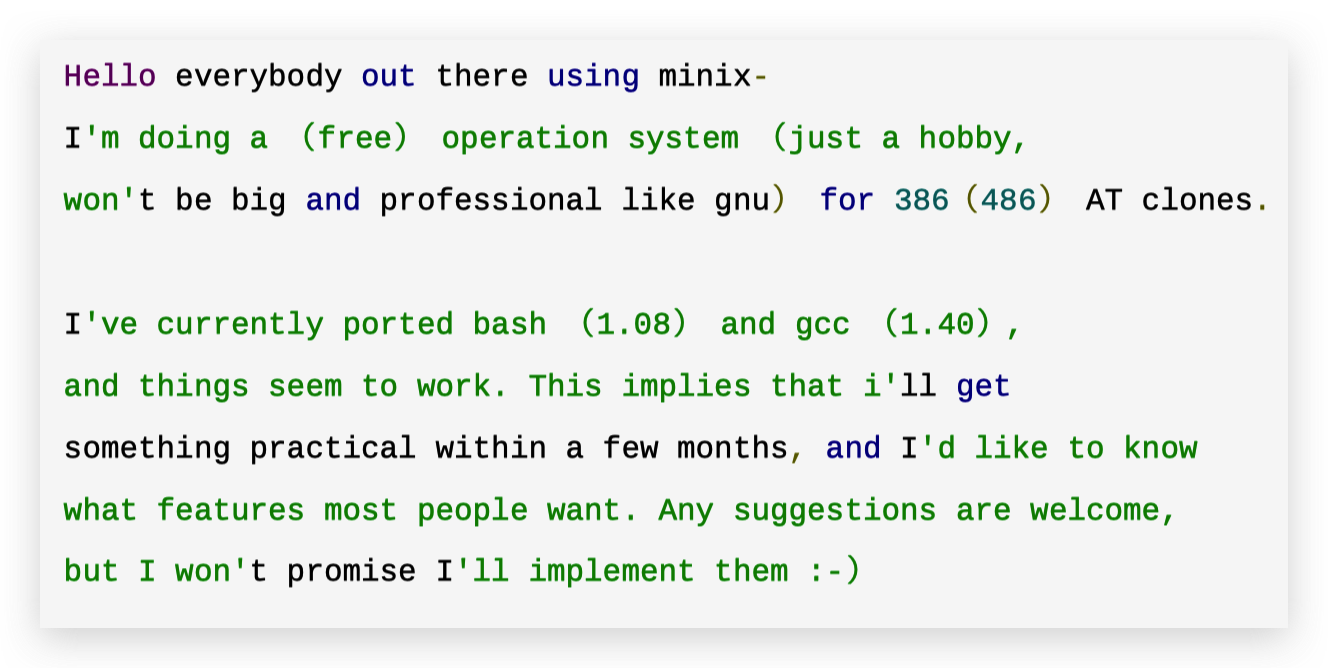 Hello everybody out there using minix-
I'm doing a (free) operation system (just a hobby,
won't be big and professional like gnu) for 386 (486) AT clones.
I've currently ported bash (1.08) and gcc (1.40) ,
and things seem to work. This implies that i'll get
something practical within a few months, and I'd like to know
what features most people want. Any suggestions are welcome,
but I won't promise I'll implement them :-)